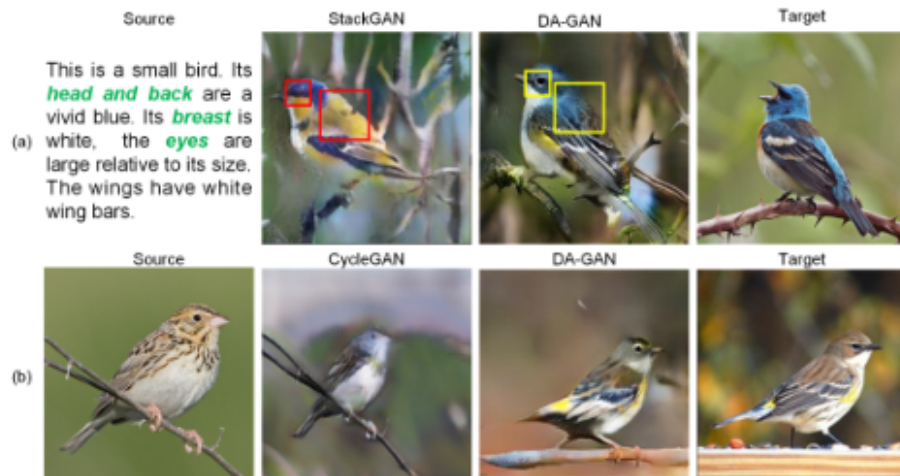 Source StackGAN DA-GAN Target
This is a small bird. Its
head and back are a
vivid blue. Its breast is
(a) white, the eyes are
large relative to its size.
The wings have white
wing bars.
Source CycleGAN DA-GAN Target
(b)